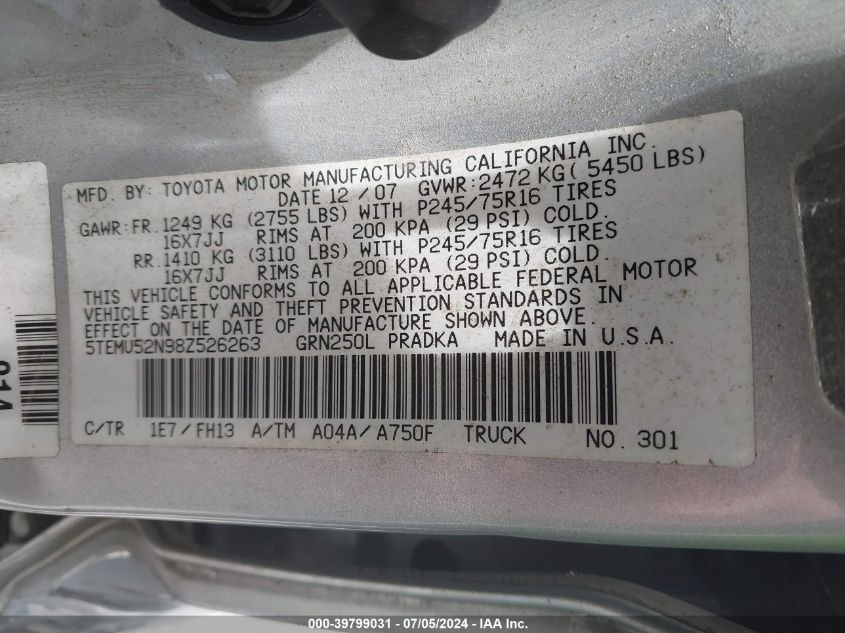 MFD. BY: TOYOTA MOTOR MANUFACTURING CALIFORNIA INC.
DATE 12 / 07 GVWR: 2472 KG ( 5450 LBS)
GAWR: FR. 1249 KG (2755 LBS) WITH P245/75R16 TIRES
16X7JJ RIMS AT 200 KPA (29 PSI) COLD.
RR. 1410 KG (3110 LBS) WITH P245/75R16 TIRES
16X7JJ RIMS AT 200 KPA (29 PSI) COLD.
THIS VEHICLE CONFORMS TO ALL APPLICABLE FEDERAL MOTOR
VEHICLE SAFETY AND THEFT PREVENTION STANDARDS IN
EFFECT ON THE DATE OF MANUFACTURE SHOWN ABOVE.
5TEMU52N98Z526263 GRN250L PRADKA MADE IN U.S.A.
C/TR 1E7/FH13 A/TM A04A/A750F TRUCK NO. 301
914
000-39799031 - 07/05/2024 - IAA Inc.